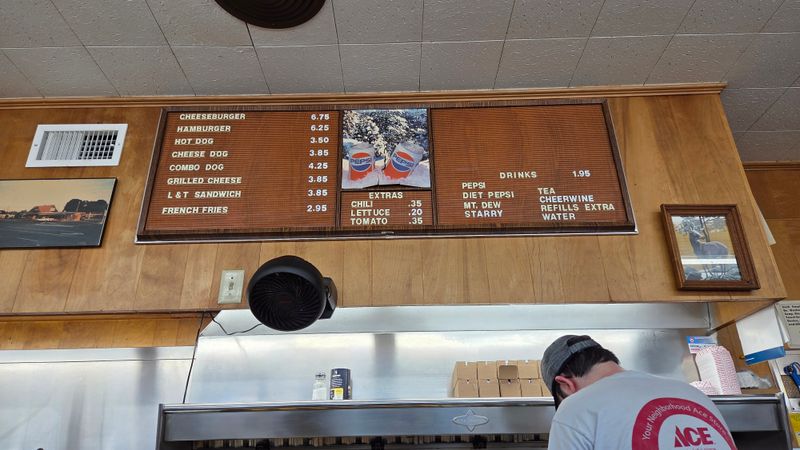 CHEESEBURGER 6.75
HAMBURGER 6.25
HOT DOG 3.50
CHEESE DOG 3.85
COMBO DOG 4.25
GRILLED CHEESE 3.85
L & T SANDWICH 3.85
FRENCH FRIES 2.95
PEPSI PEPSI
EXTRAS
CHILI .35
LETTUCE .20
TOMATO .35
DRINKS 1.95
PEPSI TEA
DIET PEPSI CHEERWINE
MT. DEW REFILLS EXTRA
STARRY WATER
Your Neighborhood Ace Store
ACE